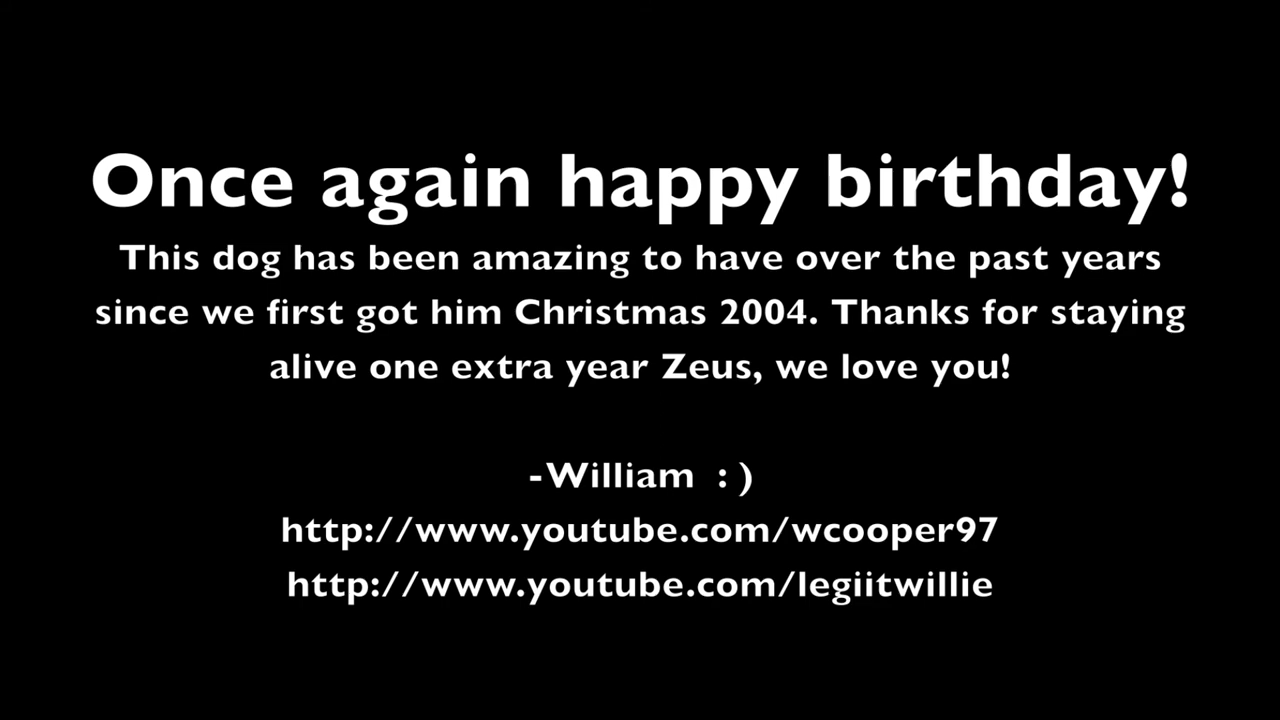 Once again happy birthday!
This dog has been amazing to have over the past years
since we first got him Christmas 2004. Thanks for staying
alive one extra year Zeus, we love you!
-William  : )
http://www.youtube.com/wcooper97
http://www.youtube.com/legiitwillie